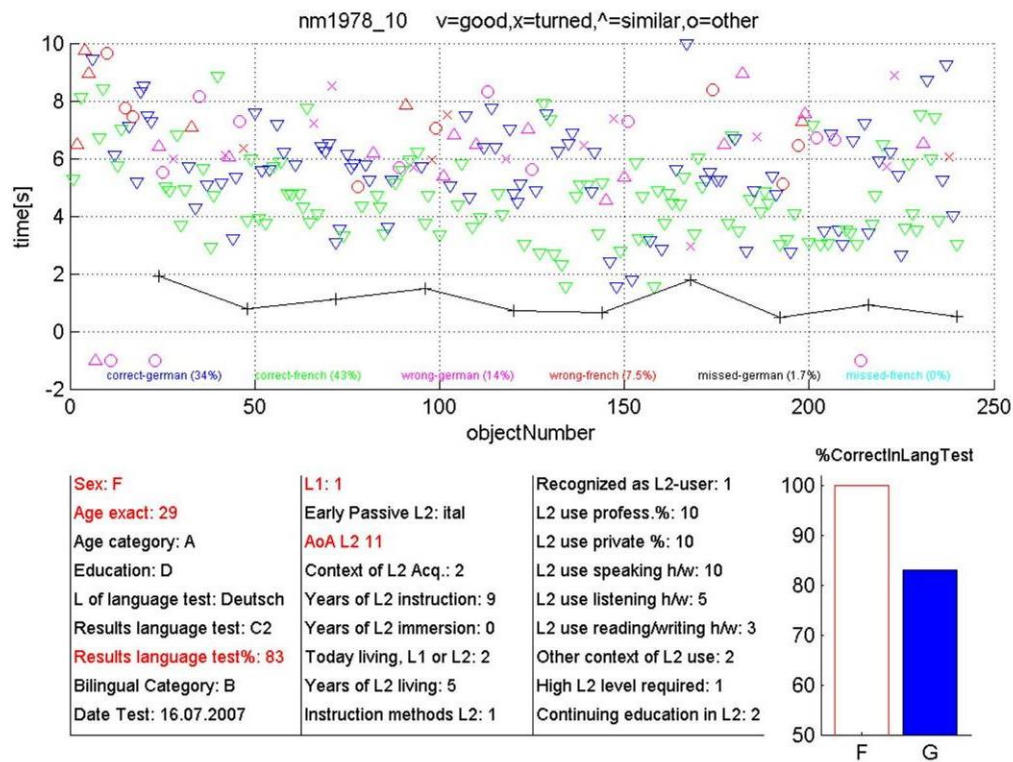 nm1978_10 v=good,x=turned,^=similar,o=other
10
8
6
4
2
0
-2
time[s]
correct-german (34%) correct-french (43%) wrong-german (14%) wrong-french (7.5%) missed-german (1.7%) missed-french (0%)
0 50 100 150 200 250
objectNumber
Sex: F
Age exact: 29
Age category: A
Education: D
L of language test: Deutsch
Results language test: C2
Results language test%: 83
Bilingual Category: B
Date Test: 16.07.2007
L1: 1
Early Passive L2: ital
AoA L2 11
Context of L2 Acq.: 2
Years of L2 instruction: 9
Years of L2 immersion: 0
Today living, L1 or L2: 2
Years of L2 living: 5
Instruction methods L2: 1
Recognized as L2-user: 1
L2 use profess.%: 10
L2 use private %: 10
L2 use speaking h/w: 10
L2 use listening h/w: 5
L2 use reading/writing h/w: 3
Other context of L2 use: 2
High L2 level required: 1
Continuing education in L2: 2
%CorrectInLangTest
100
90
80
70
60
50
F G